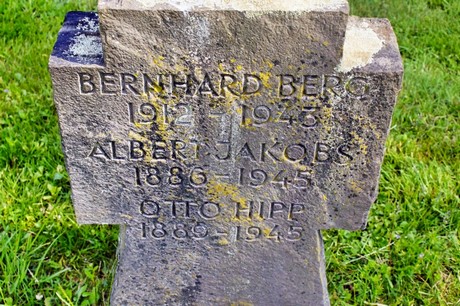 BERNHARD BERG
1912 - 1945
ALBERT JAKOBS
1886 - 1945
OTTO HIPP
1889 - 1945